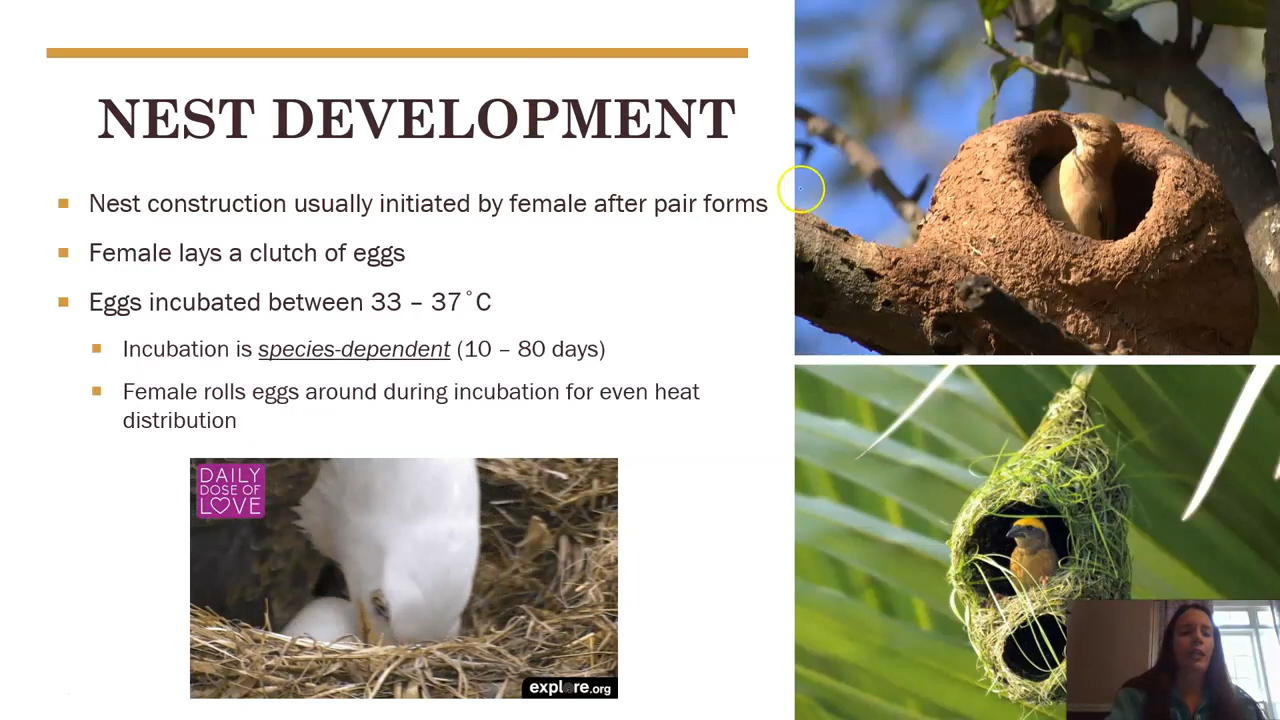 NEST DEVELOPMENT
Nest construction usually initiated by female after pair forms
Female lays a clutch of eggs
Eggs incubated between 33 – 37˚C
Incubation is species-dependent (10 – 80 days)
Female rolls eggs around during incubation for even heat
distribution
DAILY
DOSE OF
LOVE
explore.org